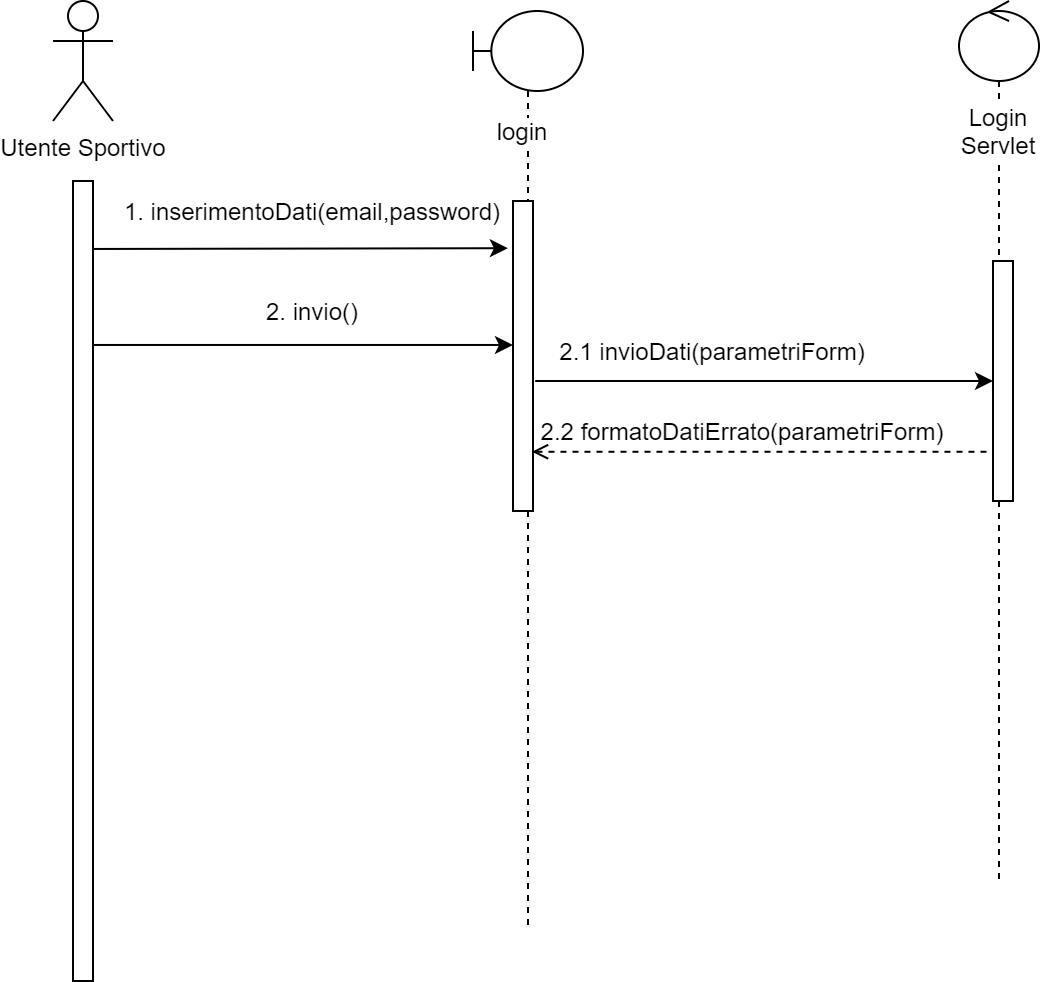 Utente Sportivo
login
Login
Servlet
1. inserimentoDati(email,password)
2. invio()
2.1 invioDati(parametriForm)
2.2 formatoDatiErrato(parametriForm)